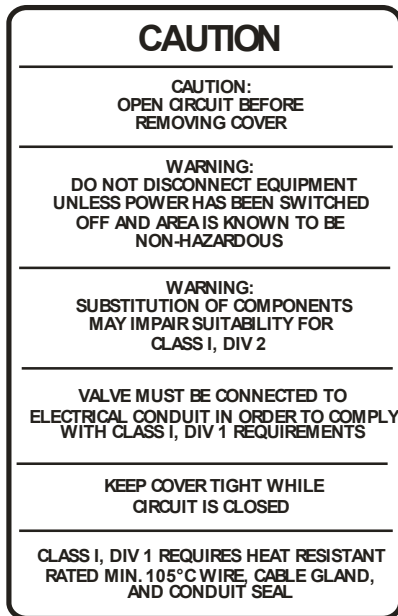 CAUTION
CAUTION:
OPEN CIRCUIT BEFORE
REMOVING COVER
WARNING:
DO NOT DISCONNECT EQUIPMENT
UNLESS POWER HAS BEEN SWITCHED
OFF AND AREA IS KNOWN TO BE
NON-HAZARDOUS
WARNING:
SUBSTITUTION OF COMPONENTS
MAY IMPAIR SUITABILITY FOR
CLASS I, DIV 2
VALVE MUST BE CONNECTED TO
ELECTRICAL CONDUIT IN ORDER TO COMPLY
WITH CLASS I, DIV 1 REQUIREMENTS
KEEP COVER TIGHT WHILE
CIRCUIT IS CLOSED
CLASS I, DIV 1 REQUIRES HEAT RESISTANT
RATED MIN. 105°C WIRE, CABLE GLAND,
AND CONDUIT SEAL